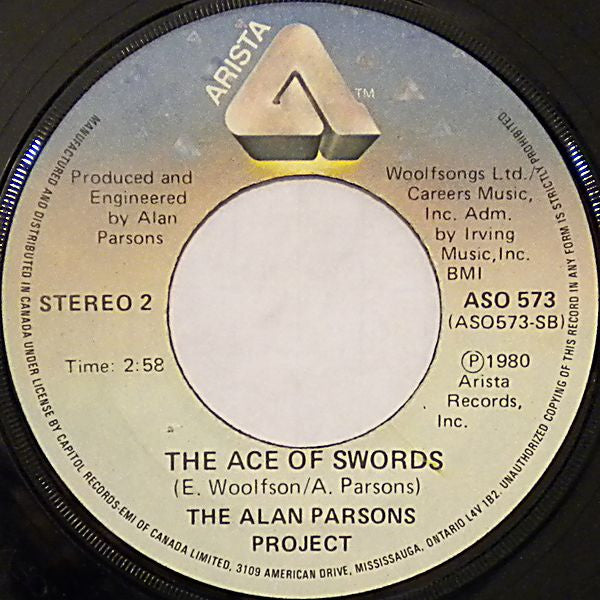 ARISTA
TM
Produced and
Engineered
by Alan
Parsons
Woolfsongs Ltd./
Careers Music,
Inc. Adm.
by Irving
Music,Inc.
BMI
STEREO 2
ASO 573
(ASO573-SB)
Time: 2:58
Ⓟ1980
Arista
Records,
Inc.
THE ACE OF SWORDS
(E. Woolfson/A. Parsons)
THE ALAN PARSONS
PROJECT
MANUFACTURED AND DISTRIBUTED IN CANADA UNDER LICENSE BY CAPITOL RECORDS-EMI OF CANADA LIMITED, 3109 AMERICAN DRIVE, MISSISSAUGA, ONTARIO L4V 1B2. UNAUTHORIZED COPYING OF THIS RECORD IN ANY FORM IS STRICTLY PROHIBITED